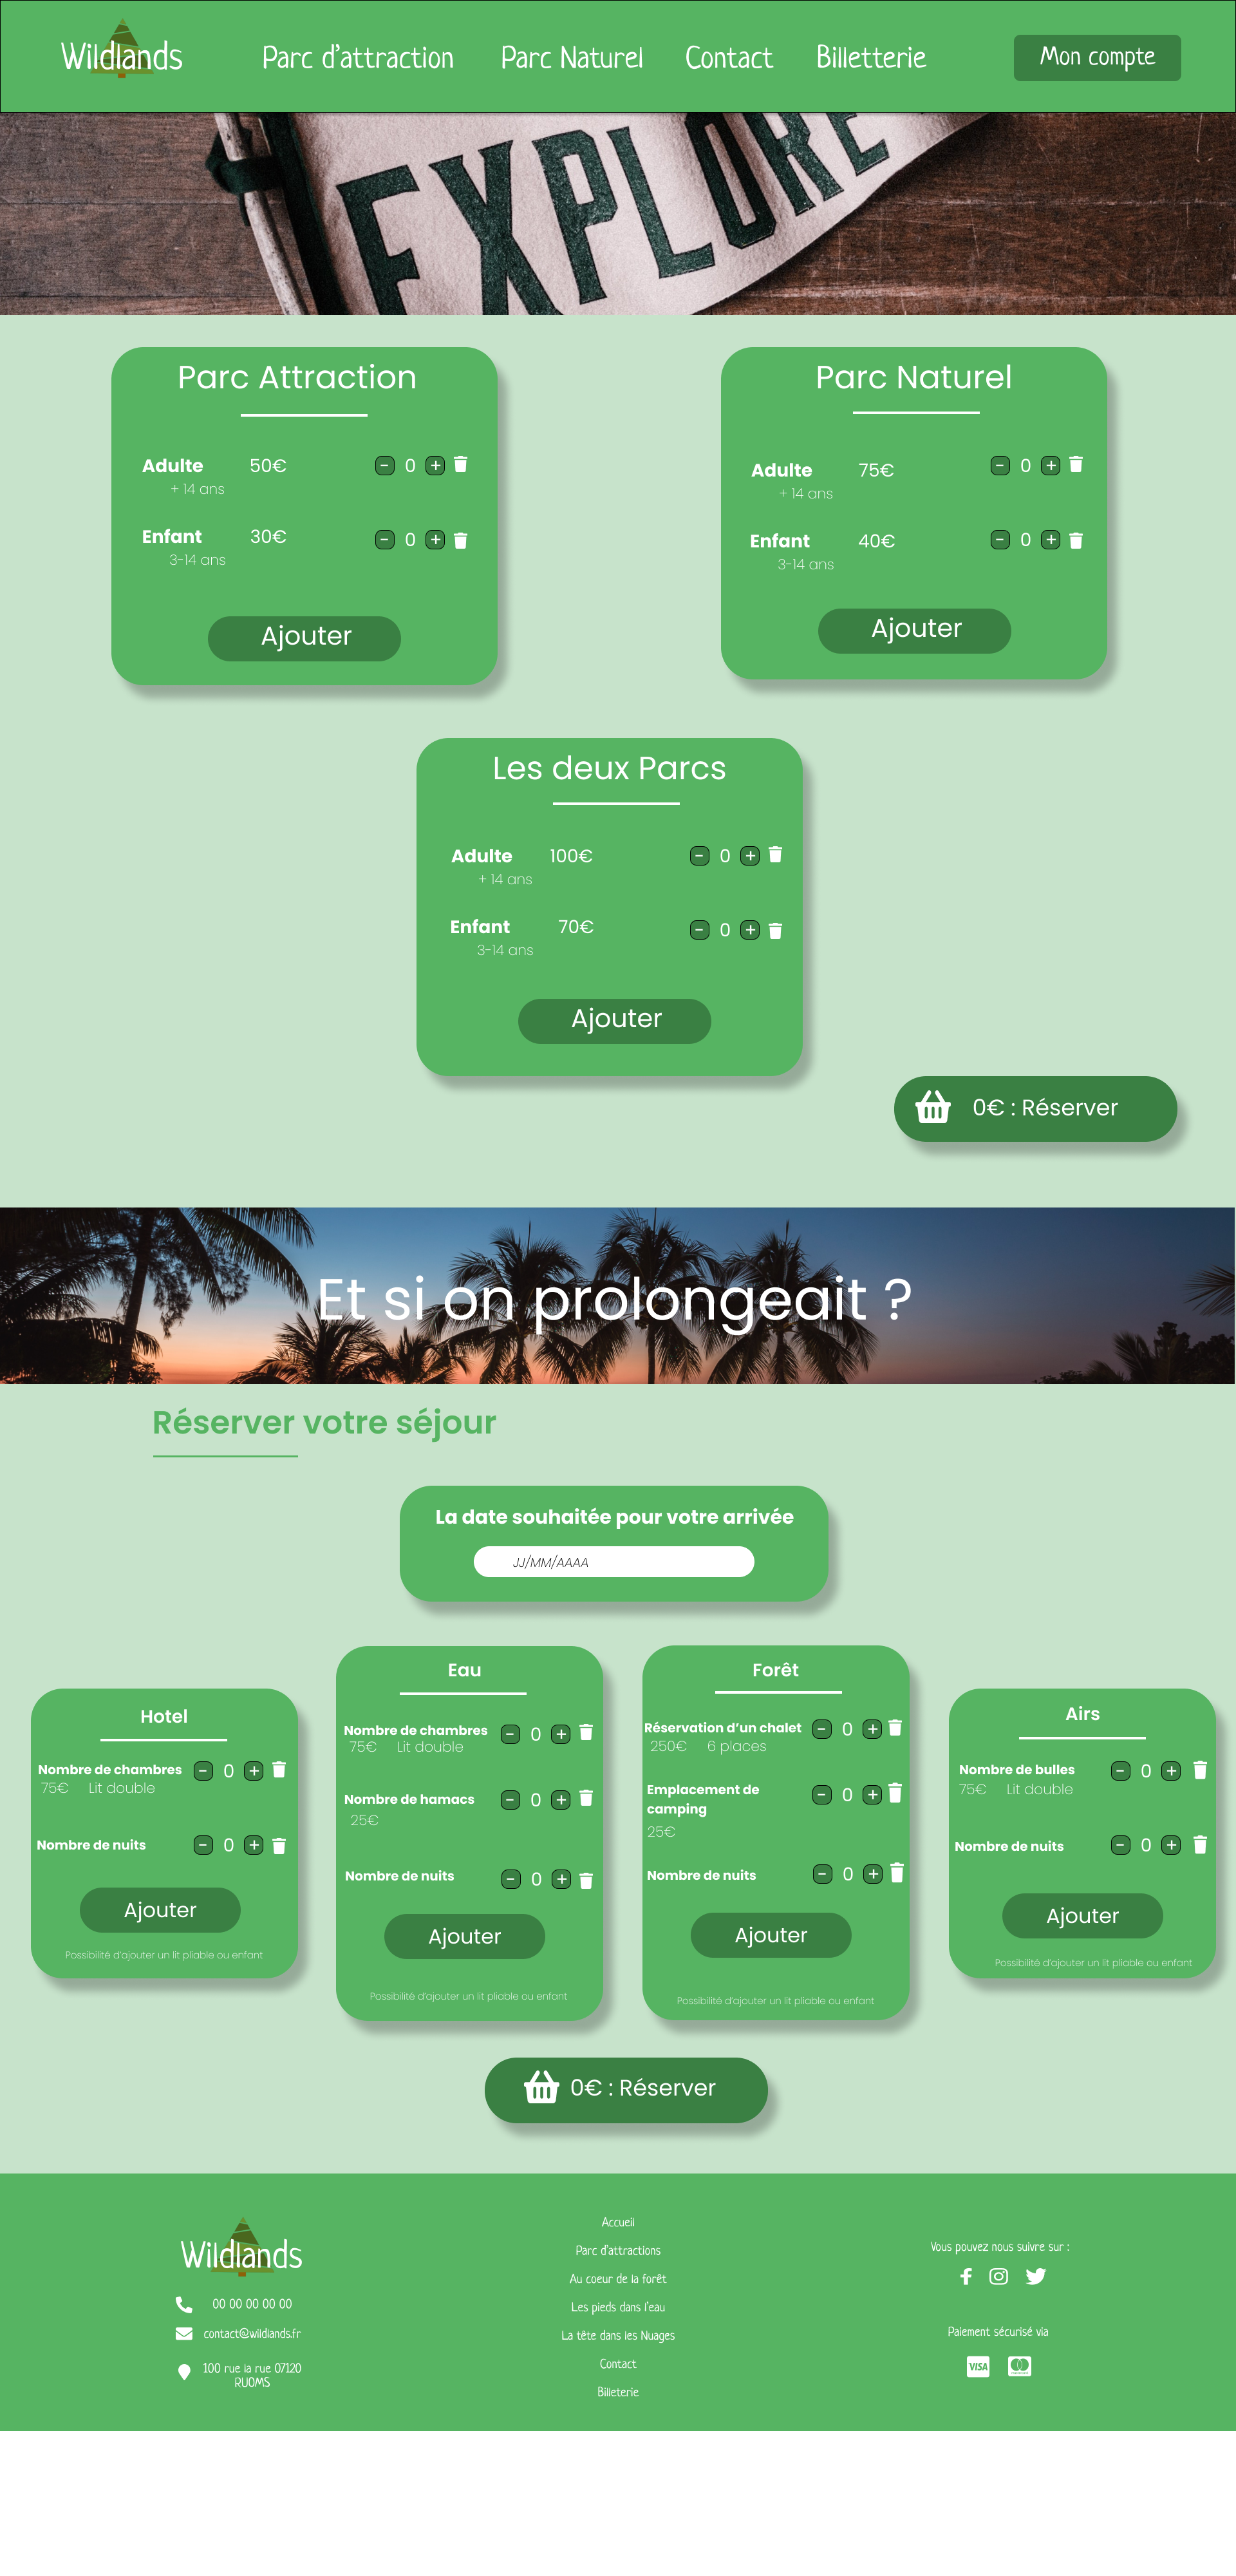 Wildlands
Parc d'attraction
Parc Naturel
Contact
Billetterie
Mon compte
EXPLORE
Parc Attraction
Adulte 50€ - 0 +
+ 14 ans
Enfant 30€ - 0 +
3-14 ans
Ajouter
Parc Naturel
Adulte 75€ - 0 +
+ 14 ans
Enfant 40€ - 0 +
3-14 ans
Ajouter
Les deux Parcs
Adulte 100€ - 0 +
+ 14 ans
Enfant 70€ - 0 +
3-14 ans
Ajouter
0€ : Réserver
Et si on prolongeait ?
Réserver votre séjour
La date souhaitée pour votre arrivée
JJ/MM/AAAA
Hotel
Nombre de chambres - 0 +
75€ Lit double
Nombre de nuits - 0 +
Ajouter
Possibilité d'ajouter un lit pliable ou enfant
Eau
Nombre de chambres - 0 +
75€ Lit double
Nombre de hamacs - 0 +
25€
Nombre de nuits - 0 +
Ajouter
Possibilité d'ajouter un lit pliable ou enfant
Forêt
Réservation d'un chalet - 0 +
250€ 6 places
Emplacement de - 0 +
camping
25€
Nombre de nuits - 0 +
Ajouter
Possibilité d'ajouter un lit pliable ou enfant
Airs
Nombre de bulles - 0 +
75€ Lit double
Nombre de nuits - 0 +
Ajouter
Possibilité d'ajouter un lit pliable ou enfant
0€ : Réserver
Wildlands
00 00 00 00 00
contact@wildlands.fr
100 rue la rue 07120
RUOMS
Accueil
Parc d'attractions
Au coeur de la forêt
Les pieds dans l'eau
La tête dans les Nuages
Contact
Billeterie
Vous pouvez nous suivre sur :
Paiement sécurisé via
VISA